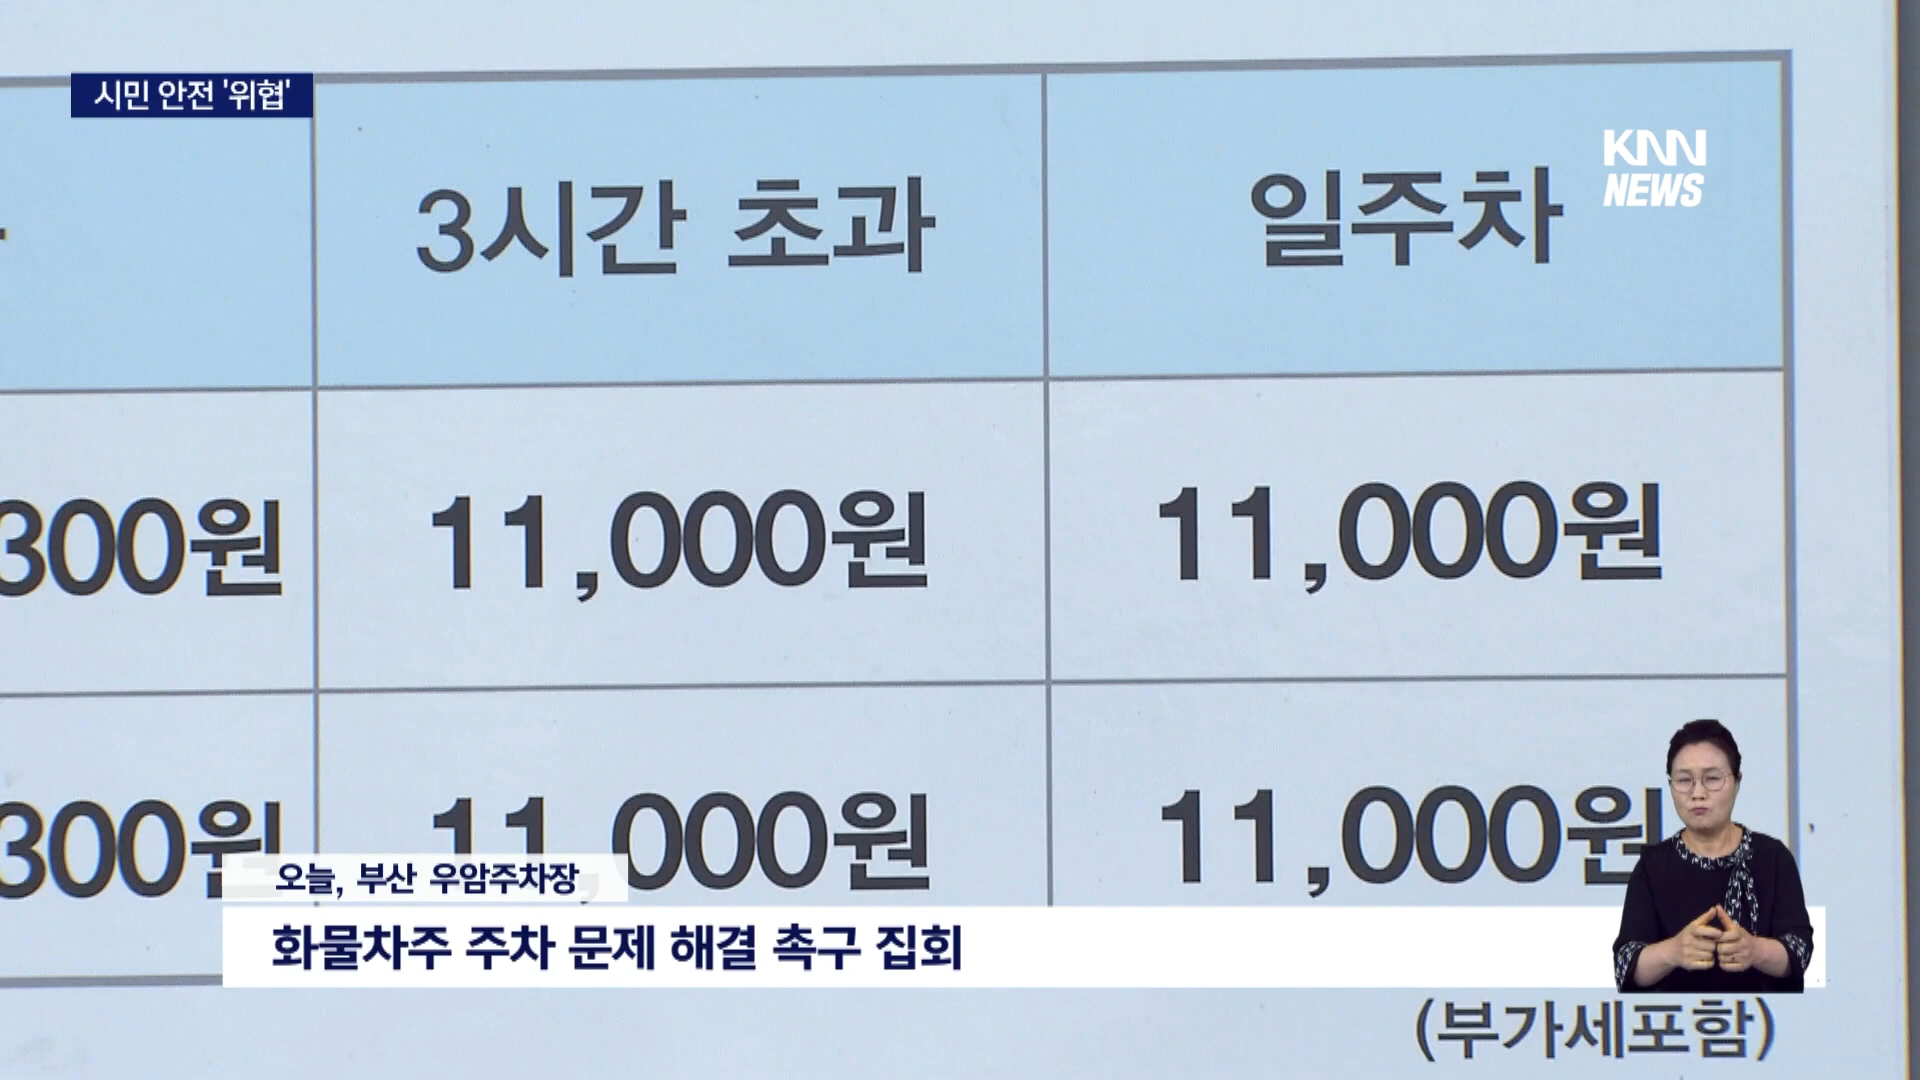 시민 안전 '위협'
KNN
NEWS
3시간 초과 일주차
300원 11,000원 11,000원
300원 11,000원 11,000원
오늘, 부산 우암주차장
화물차주 주차 문제 해결 촉구 집회
(부가세포함)